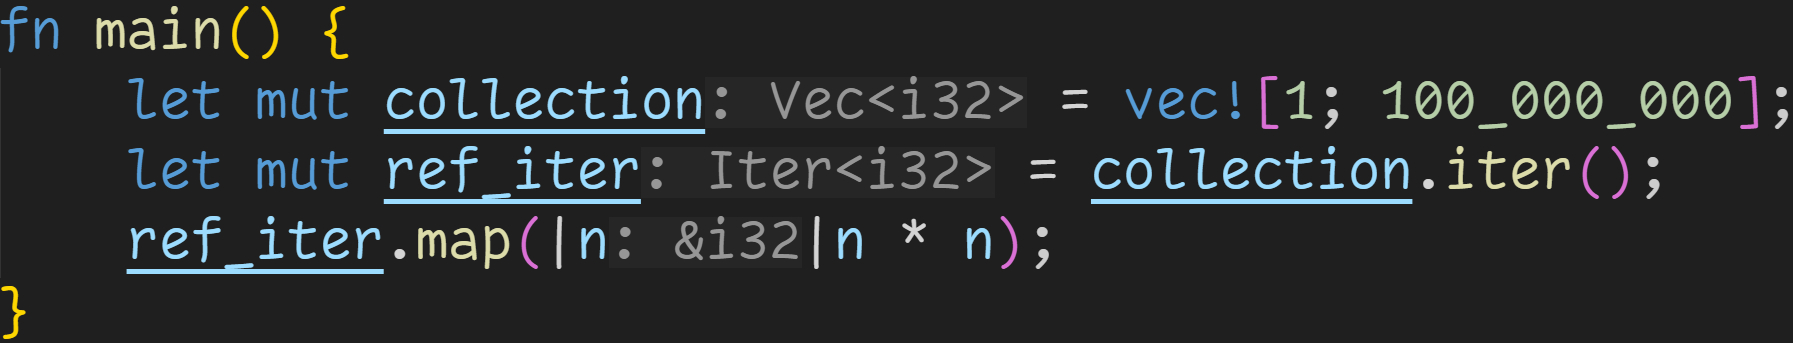 fn main() {
    let mut collection: Vec<i32> = vec![1; 100_000_000];
    let mut ref_iter: Iter<i32> = collection.iter();
    ref_iter.map(|n: &i32|n * n);
}